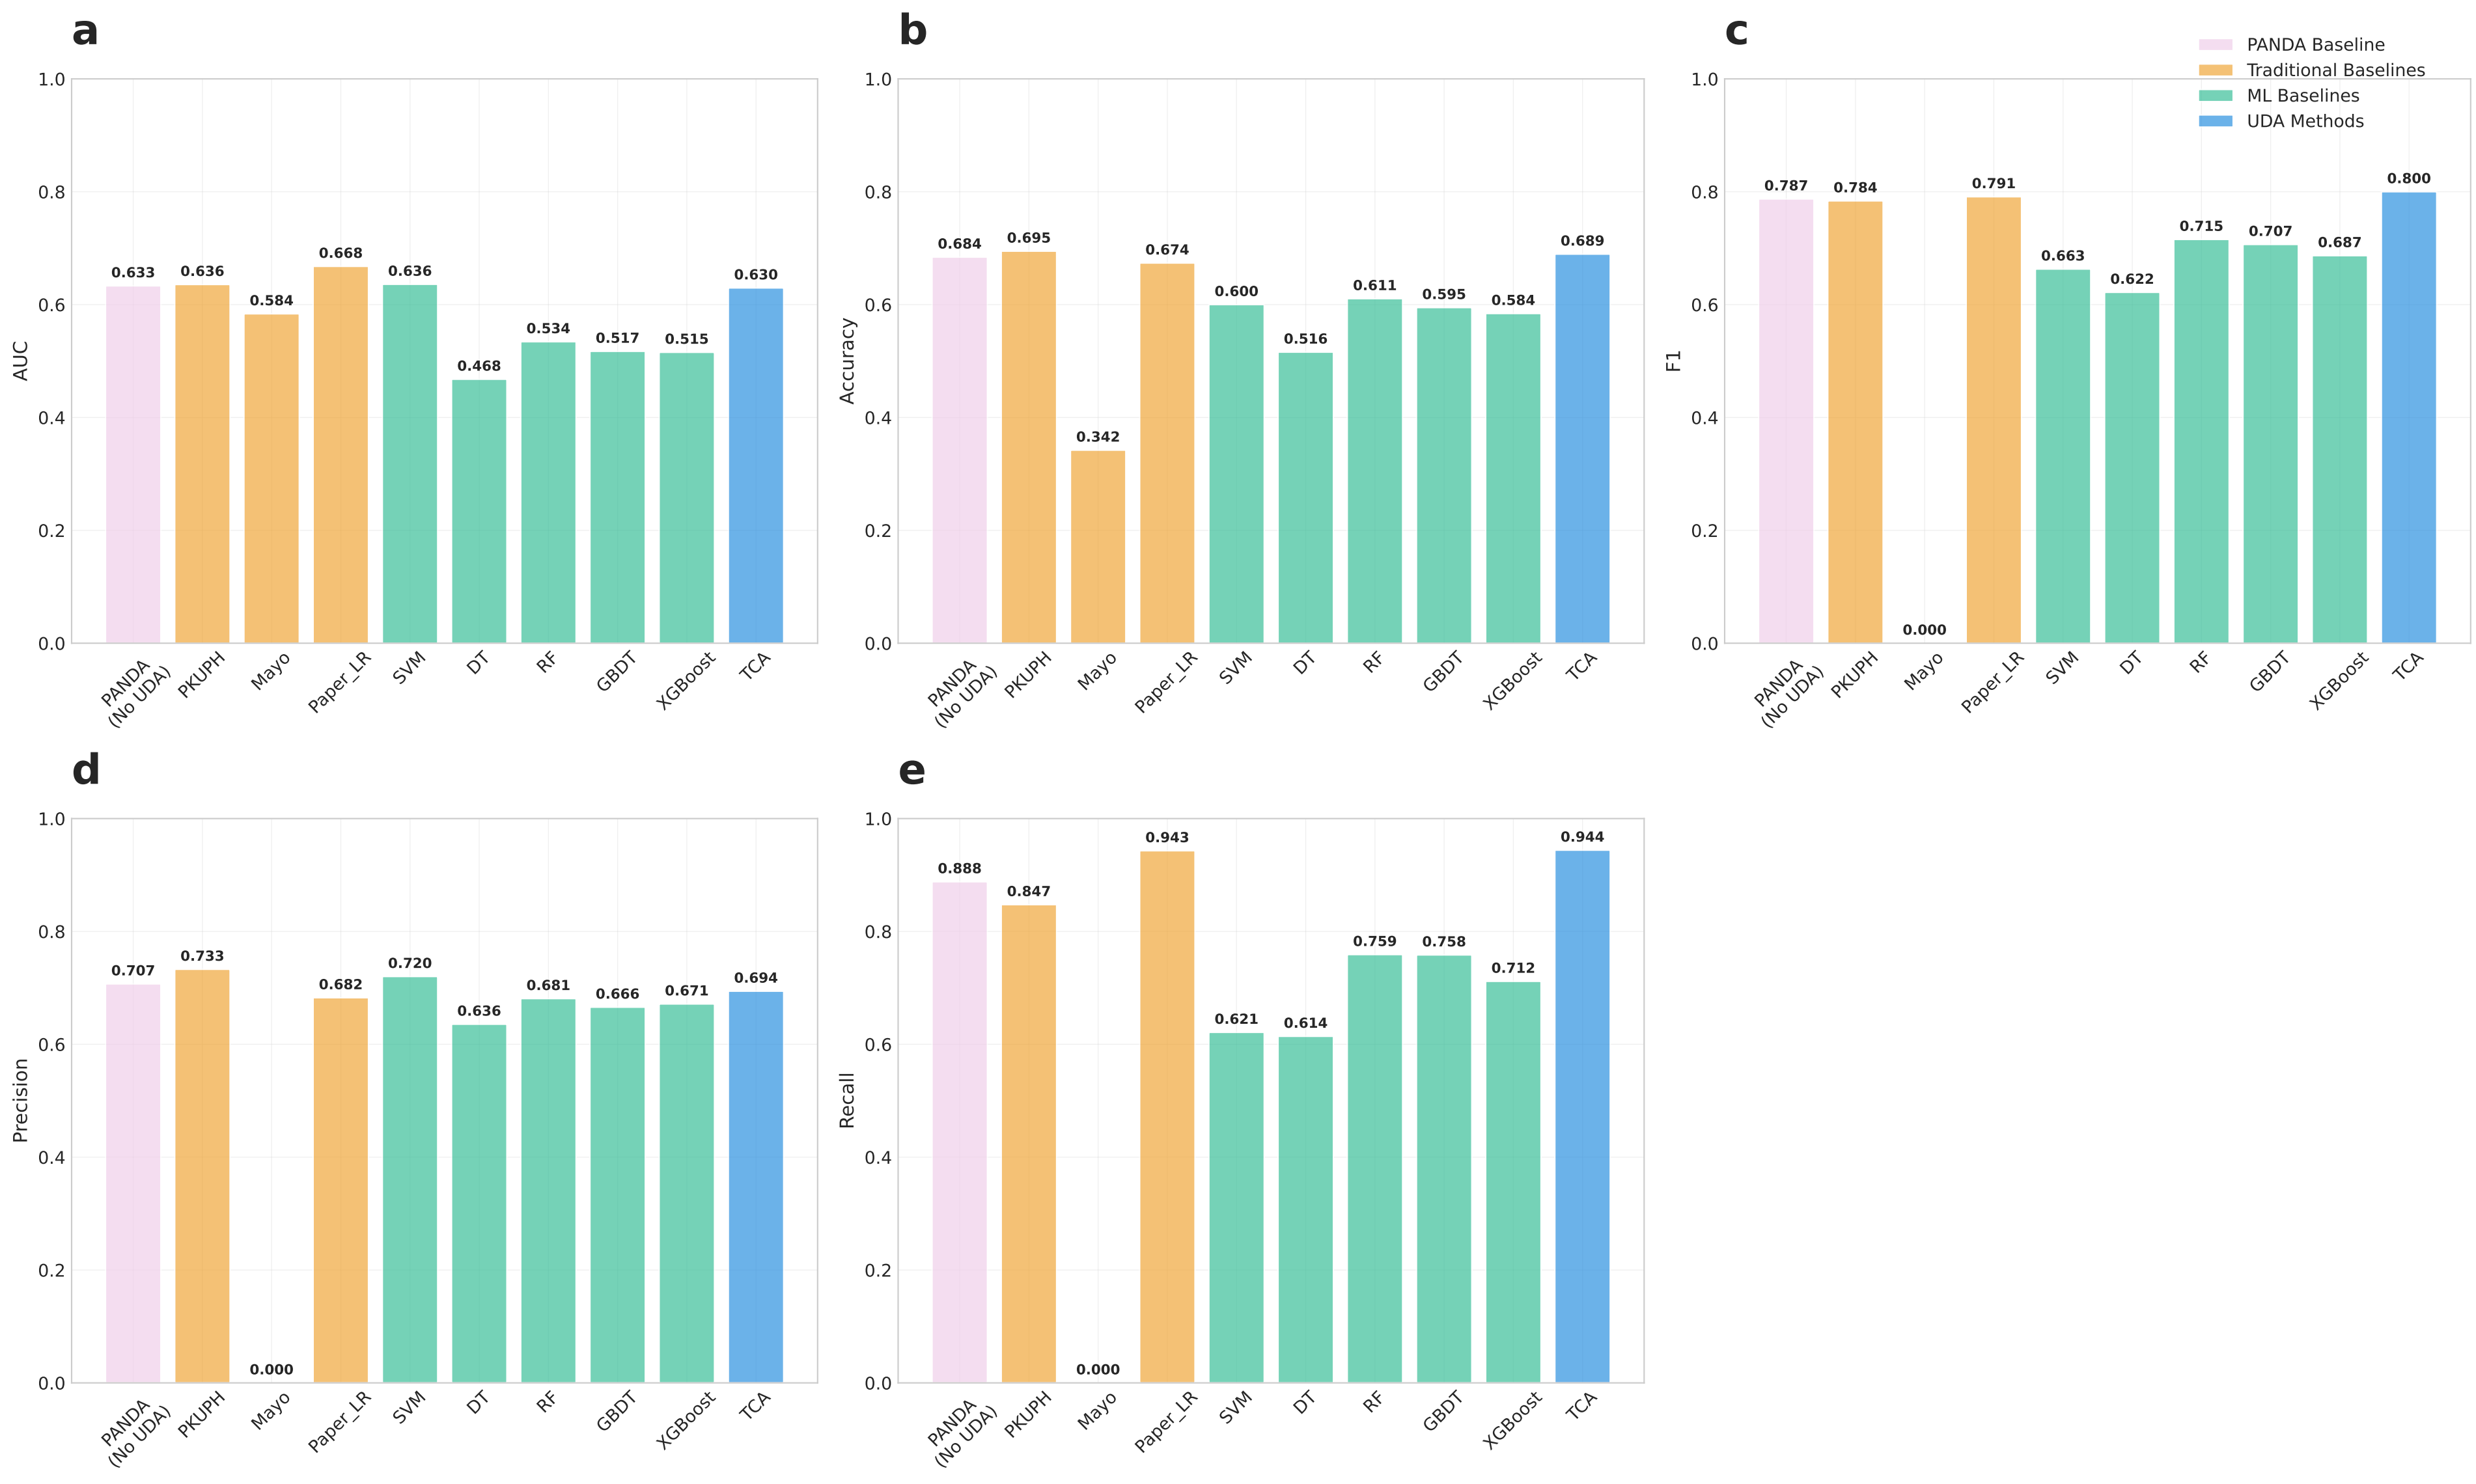 a
1.0
0.8
0.6
0.4
0.2
0.0
AUC
0.633
0.636
0.584
0.668
0.636
0.468
0.534
0.517
0.515
0.630
PANDA
(No UDA)
PKUPH
Mayo
Paper_LR
SVM
DT
RF
GBDT
XGBoost
TCA
b
1.0
0.8
0.6
0.4
0.2
0.0
Accuracy
0.684
0.695
0.342
0.674
0.600
0.516
0.611
0.595
0.584
0.689
PANDA
(No UDA)
PKUPH
Mayo
Paper_LR
SVM
DT
RF
GBDT
XGBoost
TCA
c
PANDA Baseline
Traditional Baselines
ML Baselines
UDA Methods
1.0
0.8
0.6
0.4
0.2
0.0
F1
0.787
0.784
0.000
0.791
0.663
0.622
0.715
0.707
0.687
0.800
PANDA
(No UDA)
PKUPH
Mayo
Paper_LR
SVM
DT
RF
GBDT
XGBoost
TCA
d
1.0
0.8
0.6
0.4
0.2
0.0
Precision
0.707
0.733
0.000
0.682
0.720
0.636
0.681
0.666
0.671
0.694
PANDA
(No UDA)
PKUPH
Mayo
Paper_LR
SVM
DT
RF
GBDT
XGBoost
TCA
e
1.0
0.8
0.6
0.4
0.2
0.0
Recall
0.888
0.847
0.000
0.943
0.621
0.614
0.759
0.758
0.712
0.944
PANDA
(No UDA)
PKUPH
Mayo
Paper_LR
SVM
DT
RF
GBDT
XGBoost
TCA